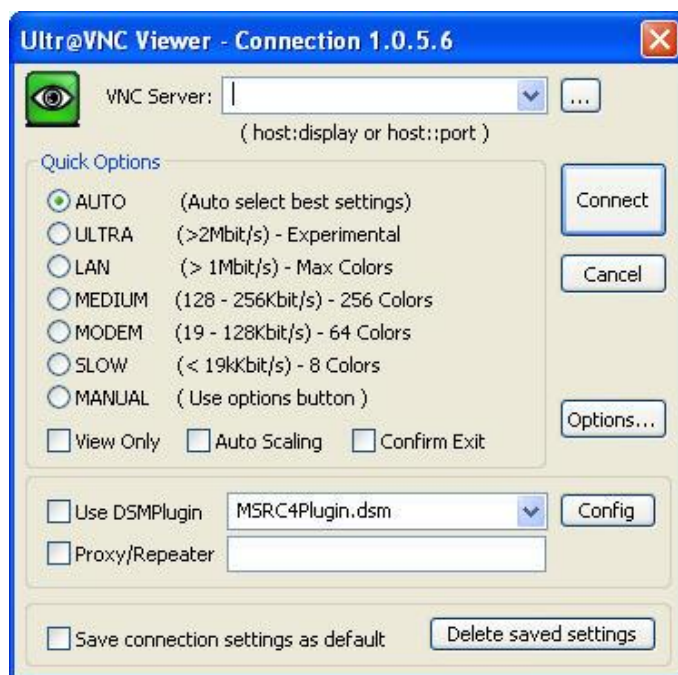 Ultr@VNC Viewer - Connection 1.0.5.6
VNC Server:
...
( host:display or host::port )
Quick Options
AUTO (Auto select best settings)
ULTRA (>2Mbit/s) - Experimental
LAN (> 1Mbit/s) - Max Colors
MEDIUM (128 - 256Kbit/s) - 256 Colors
MODEM (19 - 128Kbit/s) - 64 Colors
SLOW (< 19kKbit/s) - 8 Colors
MANUAL ( Use options button )
View Only Auto Scaling Confirm Exit
Connect
Cancel
Options...
Use DSMPlugin MSRC4Plugin.dsm Config
Proxy/Repeater
Save connection settings as default Delete saved settings